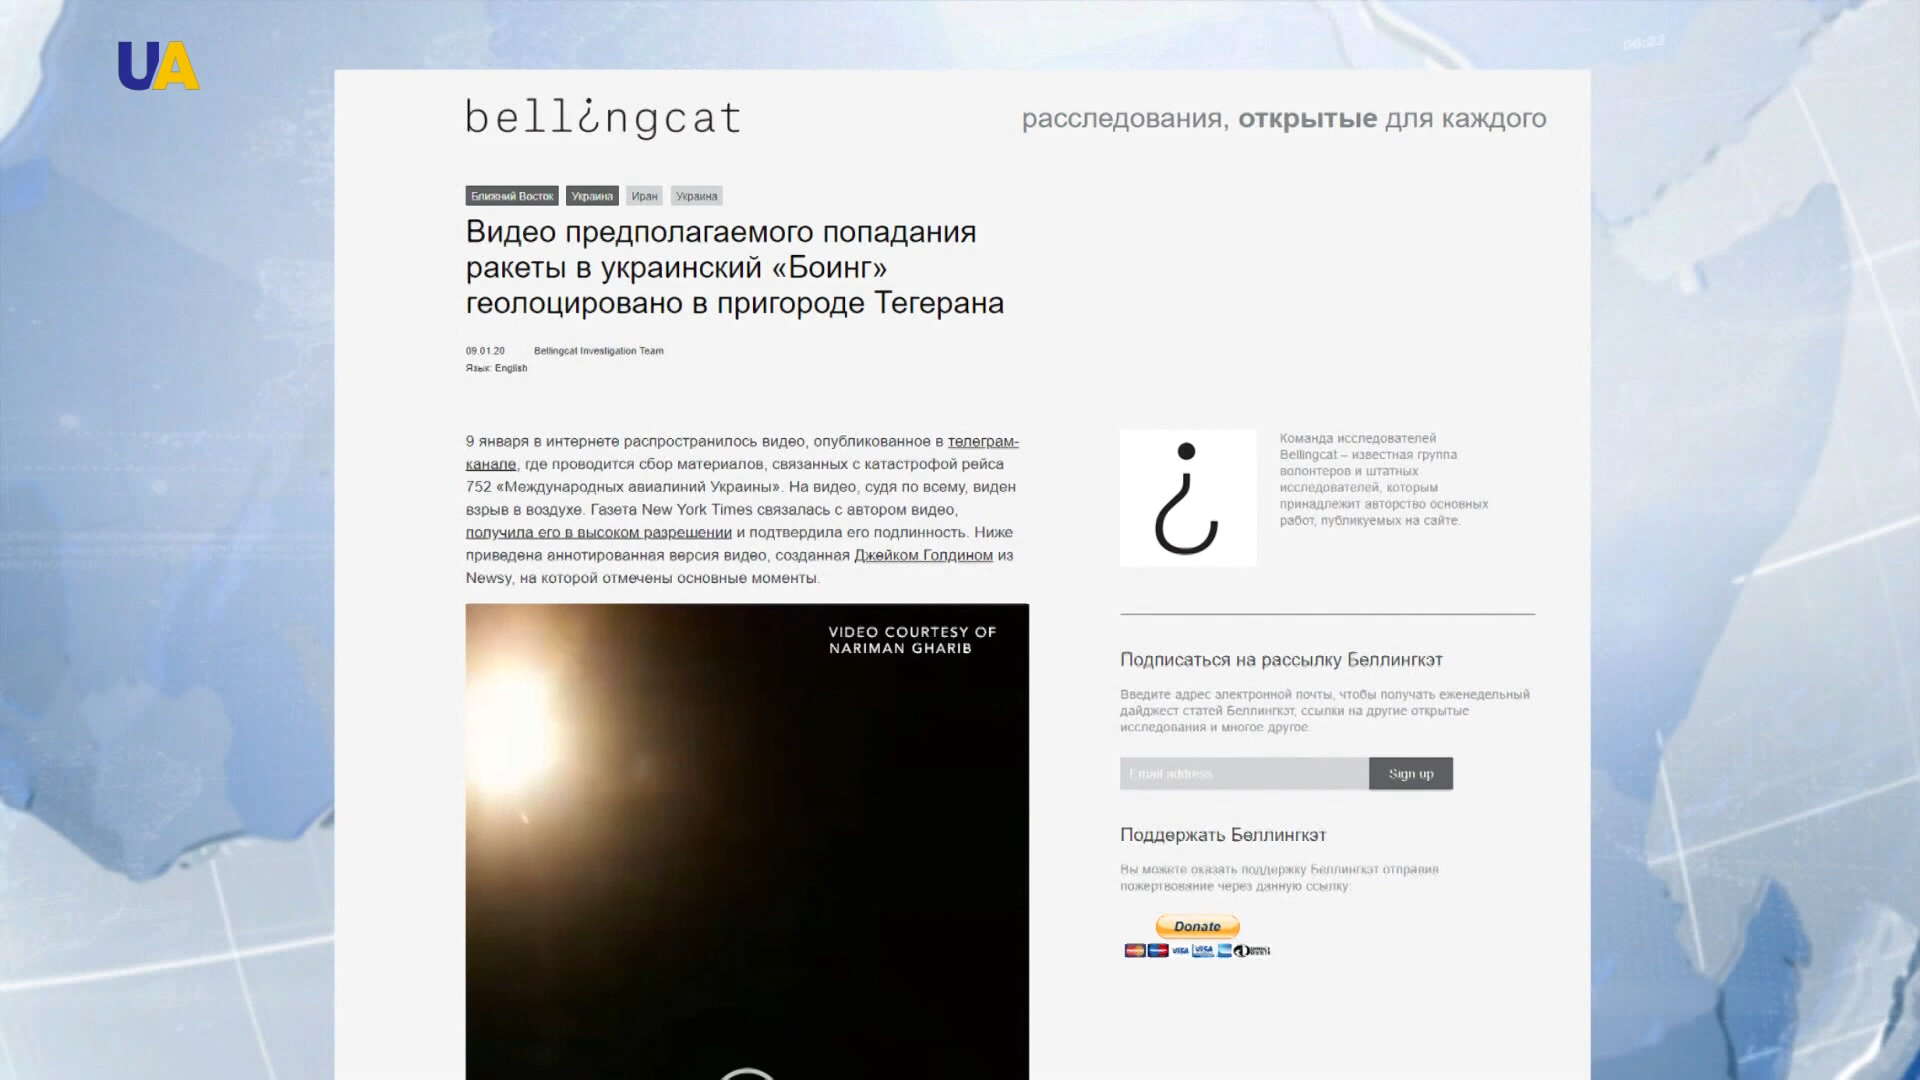 UA
06:23
bellingcat
расследования, открытые для каждого
Ближний Восток Украина Иран Украина
Видео предполагаемого попадания
ракеты в украинский «Боинг»
геолоцировано в пригороде Тегерана
09.01.20 Bellingcat Investigation Team
Язык: English
9 января в интернете распространилось видео, опубликованное в телеграм-
канале, где проводится сбор материалов, связанных с катастрофой рейса
752 «Международных авиалиний Украины». На видео, судя по всему, виден
взрыв в воздухе. Газета New York Times связалась с автором видео,
получила его в высоком разрешении и подтвердила его подлинность. Ниже
приведена аннотированная версия видео, созданная Джейком Голдином из
Newsy, на которой отмечены основные моменты.
VIDEO COURTESY OF
NARIMAN GHARIB
Команда исследователей
Bellingcat – известная группа
волонтеров и штатных
исследователей, которым
принадлежит авторство основных
работ, публикуемых на сайте.
Подписаться на рассылку Беллингкэт
Введите адрес электронной почты, чтобы получать еженедельный
дайджест статей Беллингкэт, ссылки на другие открытые
исследования и многое другое.
Email address Sign up
Поддержать Беллингкэт
Вы можете оказать поддержку Беллингкэт отправив
пожертвование через данную ссылку:
Donate
VISA VISA